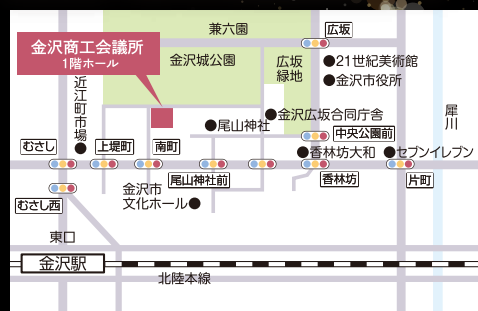 兼六園
広坂
金沢商工会議所
1階ホール
金沢城公園
広坂
緑地
●21世紀美術館
●金沢市役所
近江町市場●
●尾山神社
●金沢広坂合同庁舎
中央公園前
犀川
むさし
上堤町
南町
●香林坊大和
●セブンイレブン
尾山神社前
香林坊
片町
むさし西
金沢市
文化ホール●
東口
金沢駅
北陸本線